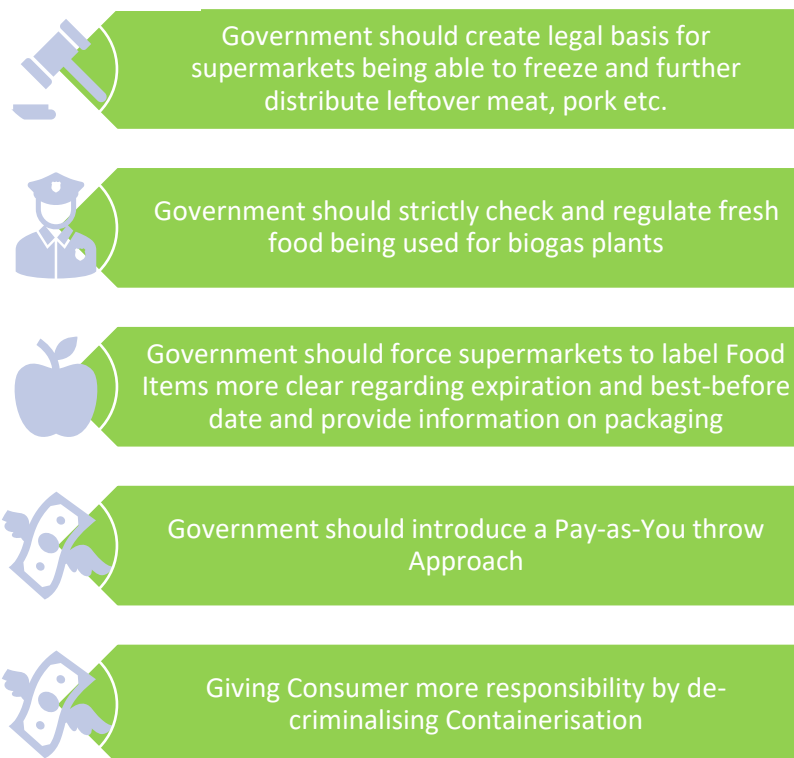 Government should create legal basis for
supermarkets being able to freeze and further
distribute leftover meat, pork etc.
Government should strictly check and regulate fresh
food being used for biogas plants
Government should force supermarkets to label Food
Items more clear regarding expiration and best-before
date and provide information on packaging
Government should introduce a Pay-as-You throw
Approach
Giving Consumer more responsibility by de-
criminalising Containerisation